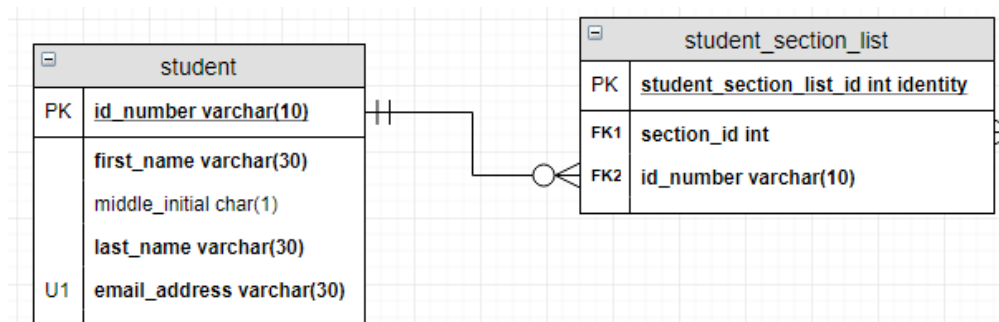 student
PK id_number varchar(10)
first_name varchar(30)
middle_initial char(1)
last_name varchar(30)
U1 email_address varchar(30)
student_section_list
PK student_section_list_id int identity
FK1 section_id int
FK2 id_number varchar(10)